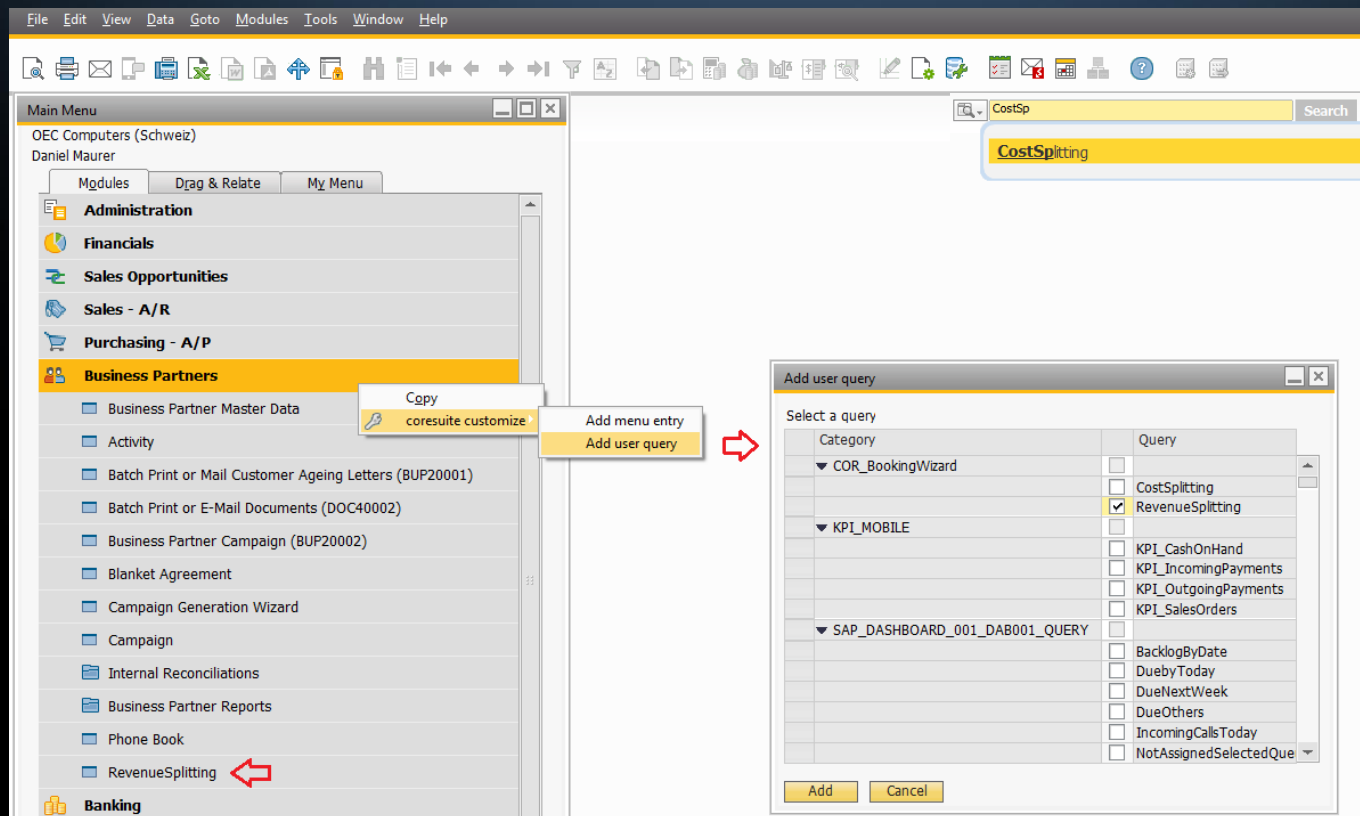 File Edit View Data Goto Modules Tools Window Help
Main Menu
OEC Computers (Schweiz)
Daniel Maurer
Modules Drag & Relate My Menu
Administration
Financials
Sales Opportunities
Sales - A/R
Purchasing - A/P
Business Partners
Business Partner Master Data
Activity
Batch Print or Mail Customer Ageing Letters (BUP20001)
Batch Print or E-Mail Documents (DOC40002)
Business Partner Campaign (BUP20002)
Blanket Agreement
Campaign Generation Wizard
Campaign
Internal Reconciliations
Business Partner Reports
Phone Book
RevenueSplitting
Banking
Copy
coresuite customize
Add menu entry
Add user query
CostSp Search
CostSplitting
Add user query
Select a query
Category Query
COR_BookingWizard
CostSplitting
RevenueSplitting
KPI_MOBILE
KPI_CashOnHand
KPI_IncomingPayments
KPI_OutgoingPayments
KPI_SalesOrders
SAP_DASHBOARD_001_DAB001_QUERY
BacklogByDate
DuebyToday
DueNextWeek
DueOthers
IncomingCallsToday
NotAssignedSelectedQue
Add Cancel